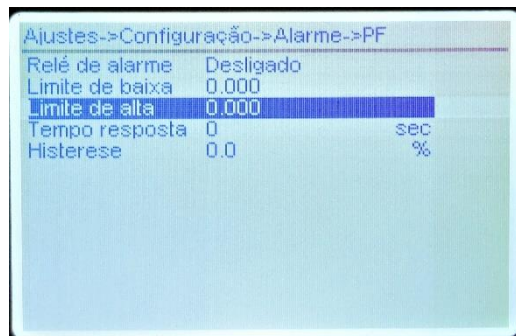 Ajustes->Configuração->Alarme->PF
Relé de alarme Desligado
Limite de baixa 0.000
Limite de alta 0.000
Tempo resposta 0 sec
Histerese 0.0 %